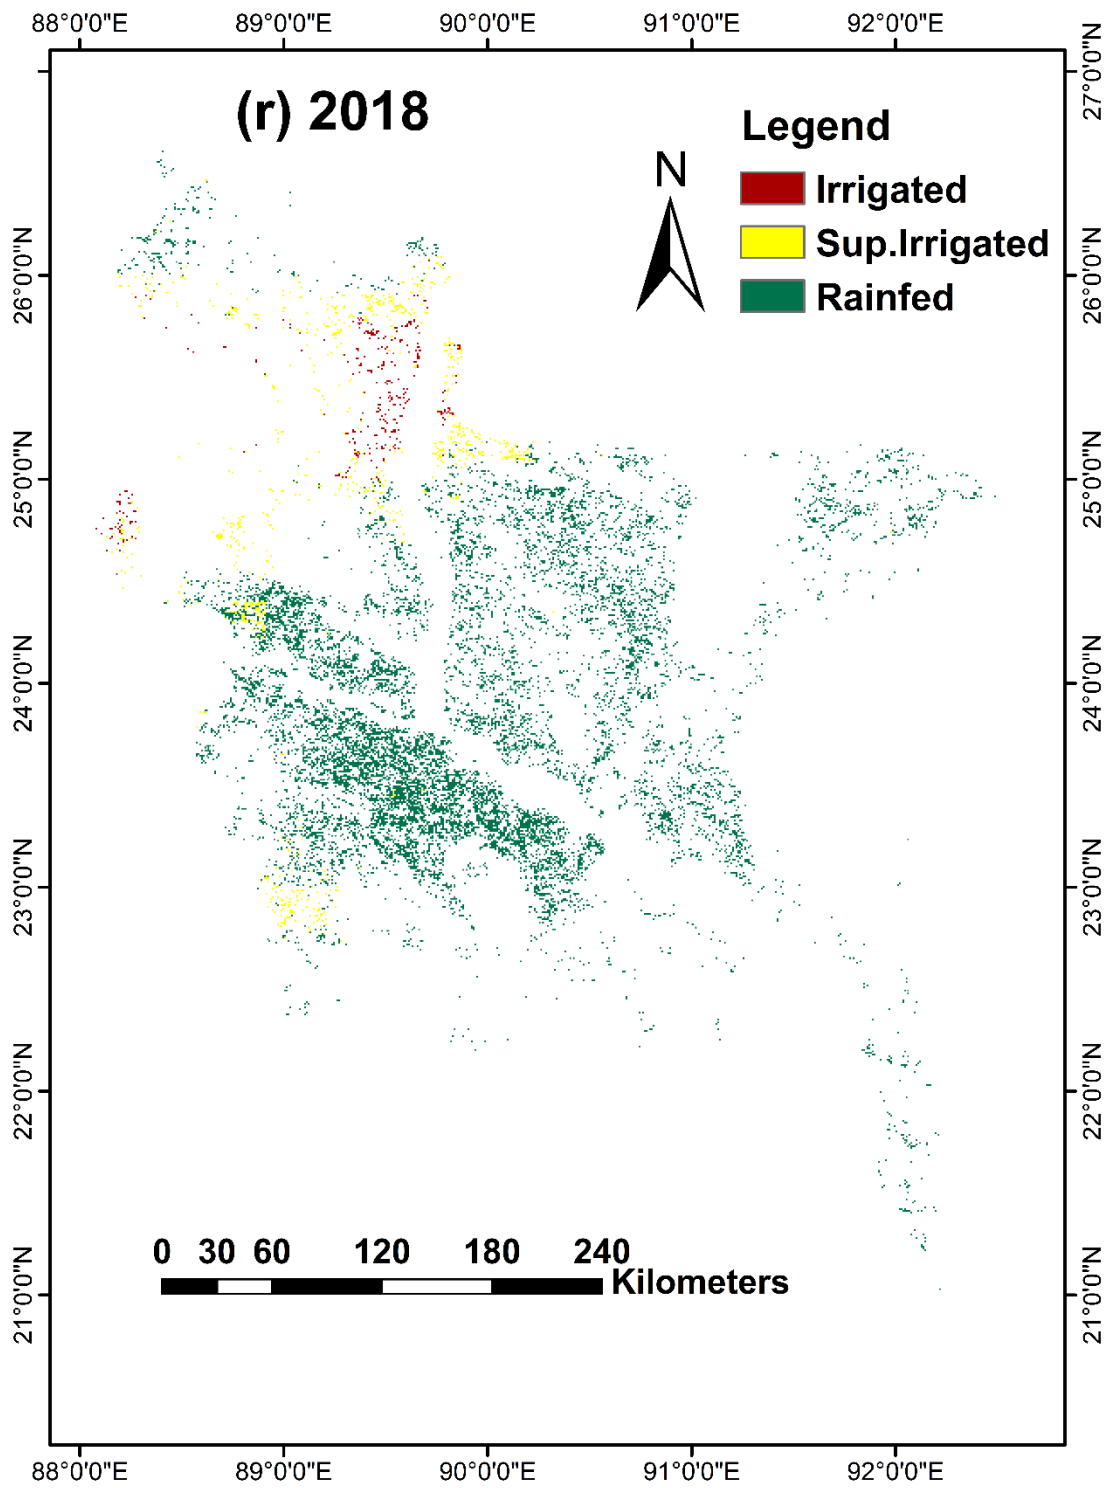 88°0'0"E 89°0'0"E 90°0'0"E 91°0'0"E 92°0'0"E
(r) 2018
Legend
N
Irrigated
Sup.Irrigated
Rainfed
27°0'0"N
26°0'0"N 26°0'0"N
25°0'0"N 25°0'0"N
24°0'0"N 24°0'0"N
23°0'0"N 23°0'0"N
22°0'0"N 22°0'0"N
21°0'0"N 21°0'0"N
0 30 60 120 180 240
Kilometers
88°0'0"E 89°0'0"E 90°0'0"E 91°0'0"E 92°0'0"E